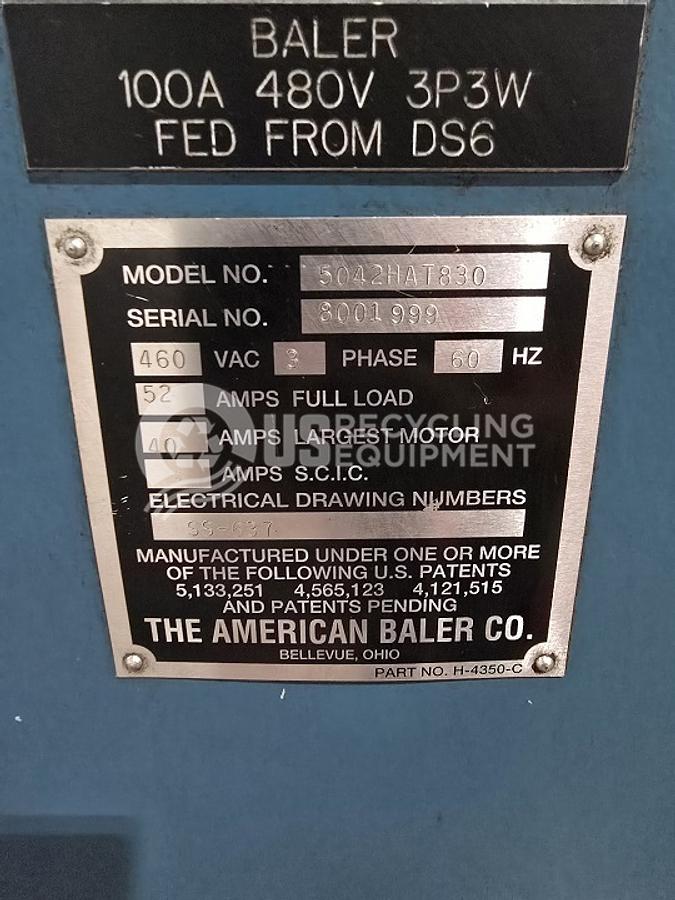 BALER
100A 480V 3P3W
FED FROM DS6
MODEL NO. 5042HAT830
SERIAL NO. 8001999
460 VAC 3 PHASE 60 HZ
52 AMPS FULL LOAD
40 AMPS LARGEST MOTOR
AMPS S.C.I.C.
US RECYCLING
EQUIPMENT
ELECTRICAL DRAWING NUMBERS
SS-637
MANUFACTURED UNDER ONE OR MORE
OF THE FOLLOWING U.S. PATENTS
5,133,251 4,565,123 4,121,515
AND PATENTS PENDING
THE AMERICAN BALER CO.
BELLEVUE, OHIO
PART NO. H-4350-C